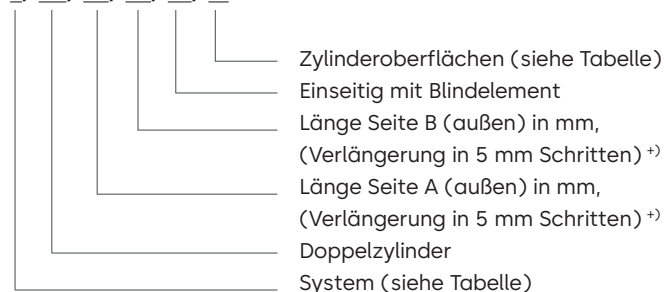 Zylinderoberflächen (siehe Tabelle)
Einseitig mit Blindelement
Länge Seite B (außen) in mm,
(Verlängerung in 5 mm Schritten) +)
Länge Seite A (außen) in mm,
(Verlängerung in 5 mm Schritten) +)
Doppelzylinder
System (siehe Tabelle)